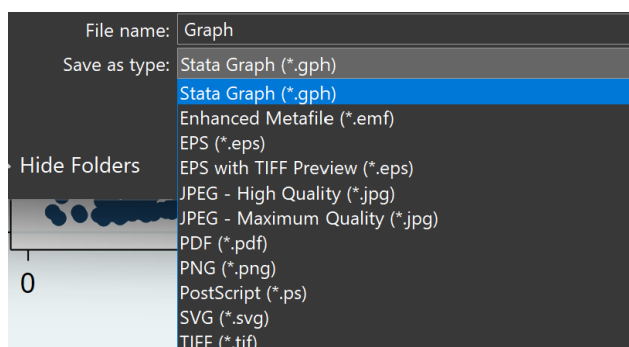 File name: Graph
Save as type: Stata Graph (*.gph)
Stata Graph (*.gph)
Enhanced Metafile (*.emf)
EPS (*.eps)
EPS with TIFF Preview (*.eps)
Hide Folders
JPEG - High Quality (*.jpg)
JPEG - Maximum Quality (*.jpg)
PDF (*.pdf)
PNG (*.png)
0
PostScript (*.ps)
SVG (*.svg)
TIFF (*.tif)